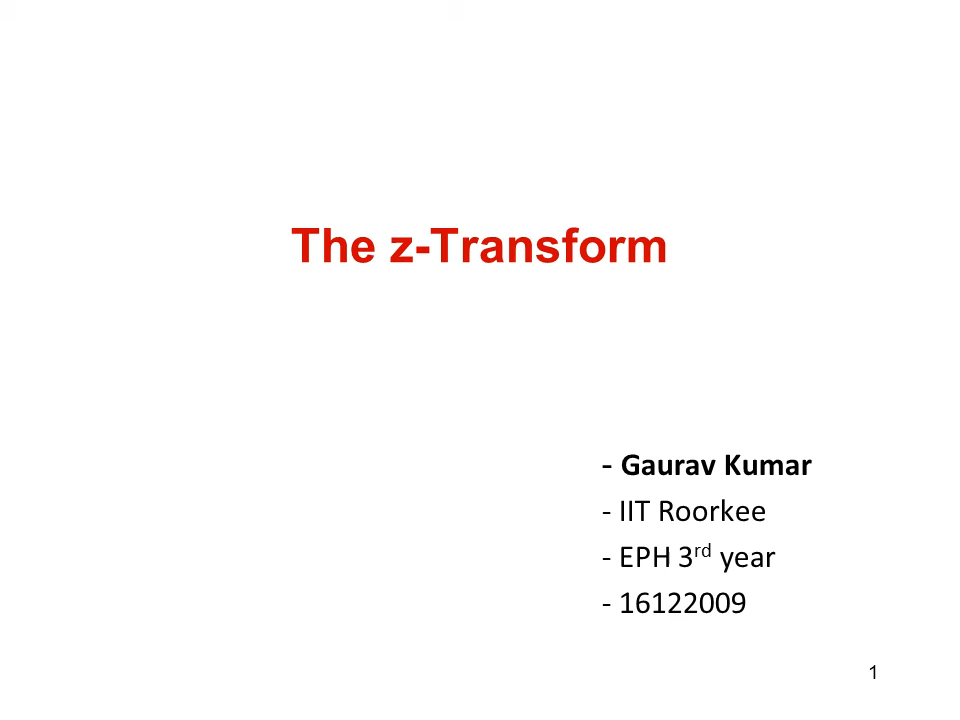 The z-Transform
- Gaurav Kumar
- IIT Roorkee
- EPH 3rd year
- 16122009
1